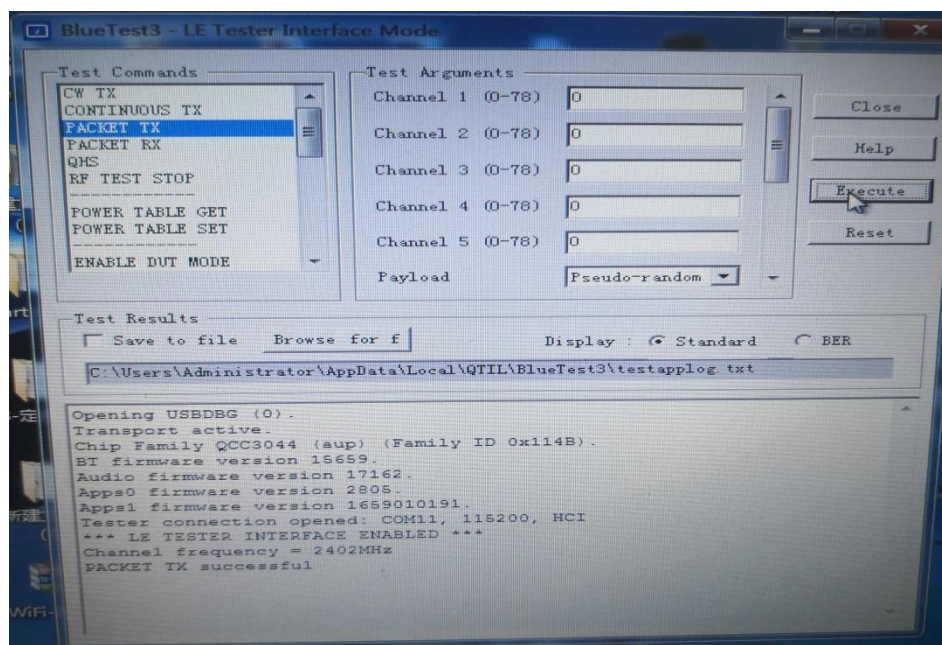 BlueTest3 - LE Tester Interface Mode
Test Commands
CW TX
CONTINUOUS TX
PACKET TX
PACKET RX
QHS
RF TEST STOP
------------
POWER TABLE GET
POWER TABLE SET
------------
ENABLE DUT MODE
Test Arguments
Channel 1 (0-78) 0
Channel 2 (0-78) 0
Channel 3 (0-78) 0
Channel 4 (0-78) 0
Channel 5 (0-78) 0
Payload Pseudo-random
Close
Help
Execute
Reset
Test Results
Save to file Browse for f Display : Standard BER
C:\Users\Administrator\AppData\Local\QTIL\BlueTest3\testapplog.txt
Opening USBDBG (0).
Transport active.
Chip Family QCC3044 (aup) (Family ID 0x114B).
BT firmware version 15659.
Audio firmware version 17162.
Apps0 firmware version 2805.
Apps1 firmware version 1659010191.
Tester connection opened: COM11, 115200, HCI
*** LE TESTER INTERFACE ENABLED ***
Channel frequency = 2402MHz
PACKET TX successful
art
-定
新建
(
WiFi-